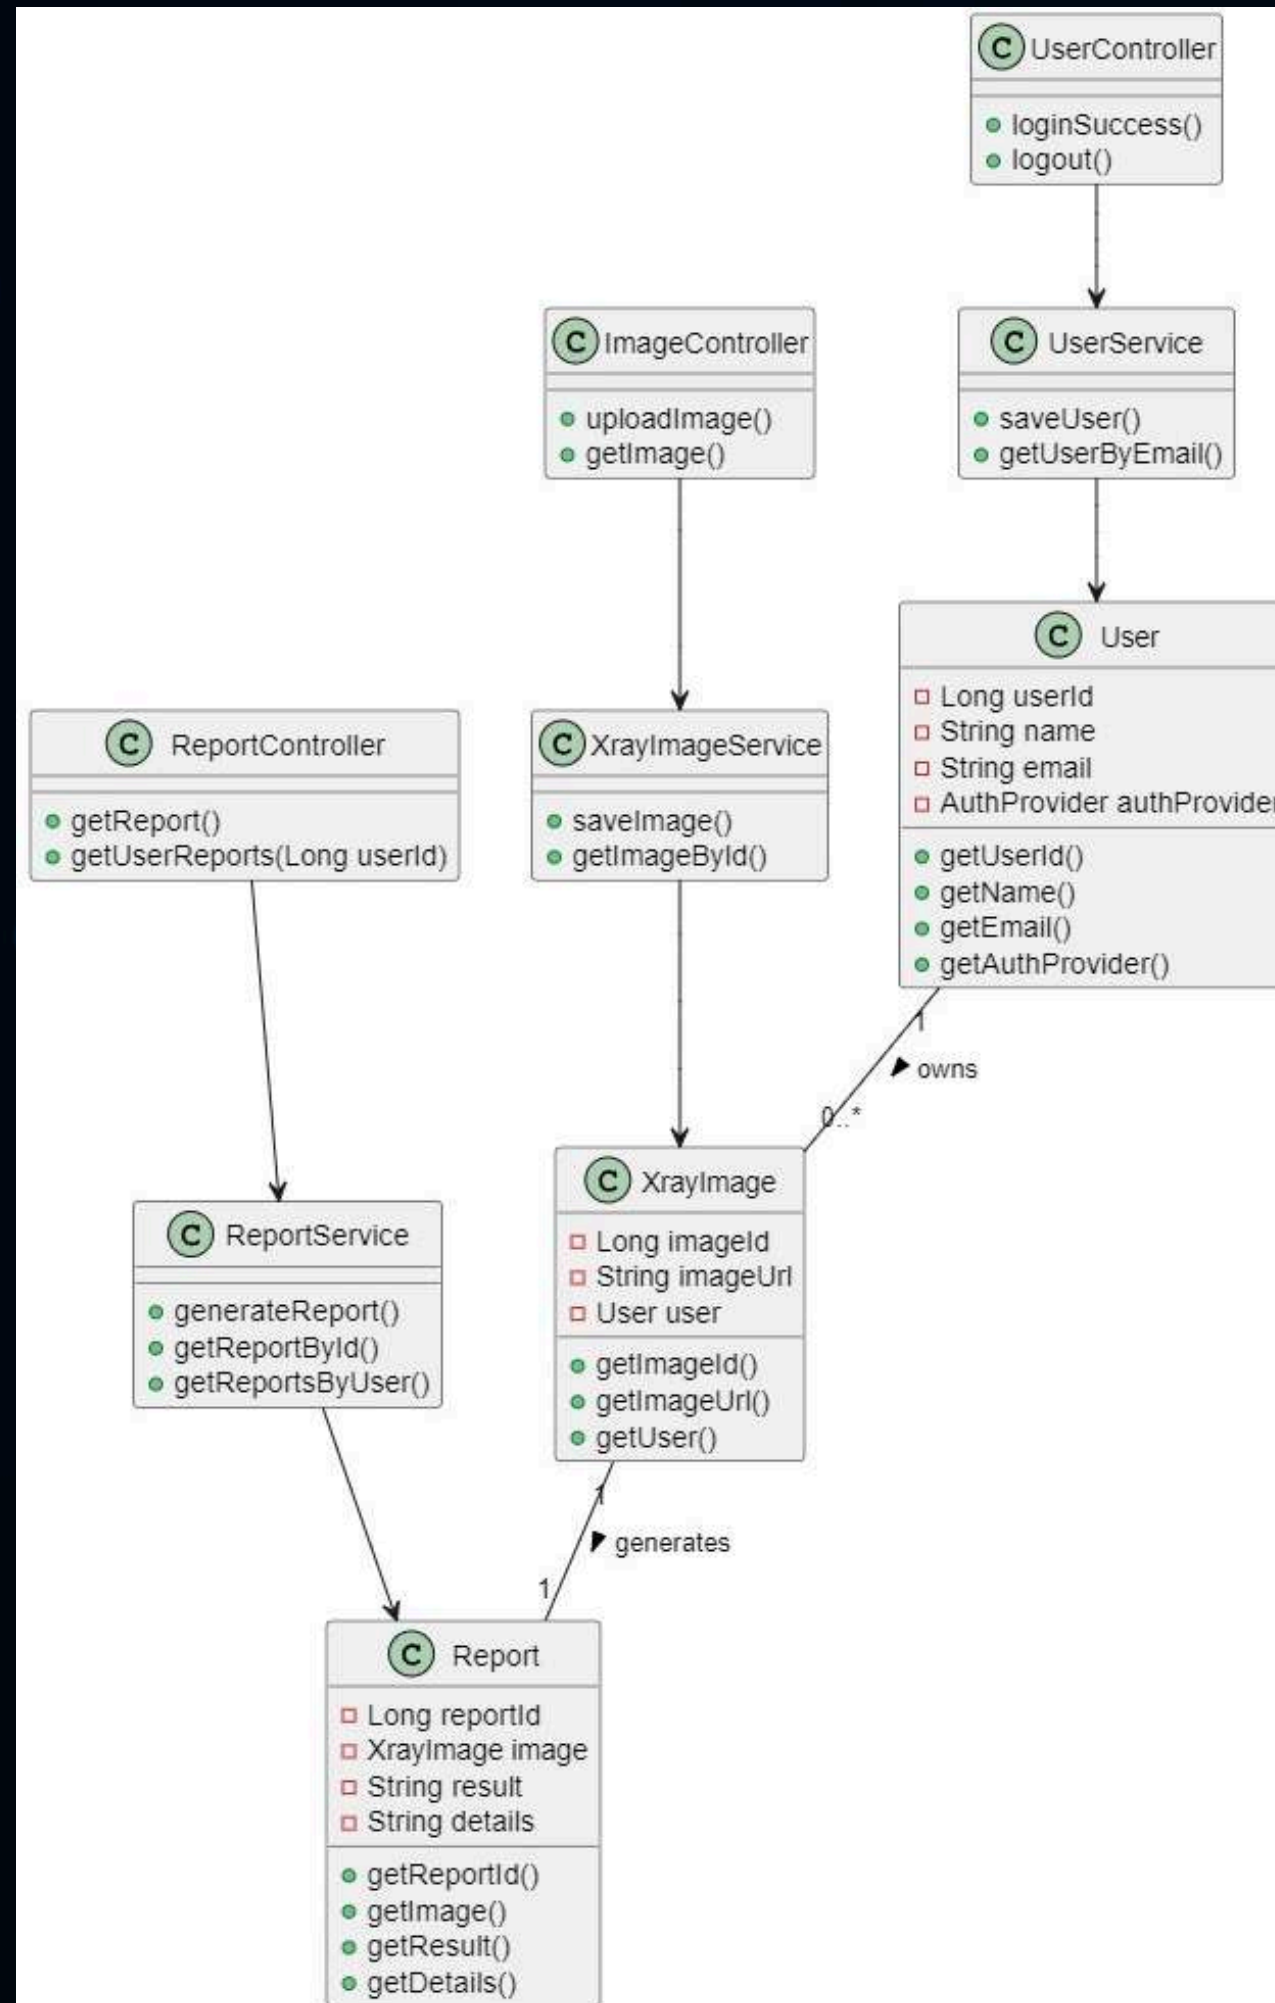 C UserController
loginSuccess()
logout()
C ImageController
uploadImage()
getImage()
C UserService
saveUser()
getUserByEmail()
C User
Long userId
String name
String email
AuthProvider authProvider
getUserId()
getName()
getEmail()
getAuthProvider()
C ReportController
getReport()
getUserReports(Long userId)
C XrayImageService
saveImage()
getImageById()
1
owns
0..*
C XrayImage
Long imageId
String imageUrl
User user
getImageId()
getImageUrl()
getUser()
C ReportService
generateReport()
getReportById()
getReportsByUser()
1
generates
1
C Report
Long reportId
XrayImage image
String result
String details
getReportId()
getImage()
getResult()
getDetails()